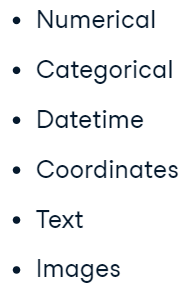 • Numerical
• Categorical
• Datetime
• Coordinates
• Text
• Images